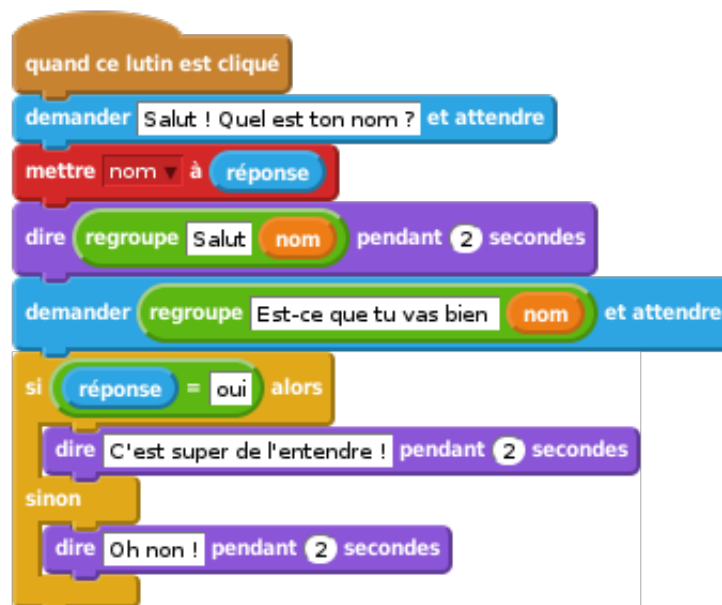 quand ce lutin est cliqué
demander Salut ! Quel est ton nom ? et attendre
mettre nom à réponse
dire regroupe Salut nom pendant 2 secondes
demander regroupe Est-ce que tu vas bien nom et attendre
si réponse = oui alors
dire C'est super de l'entendre ! pendant 2 secondes
sinon
dire Oh non ! pendant 2 secondes